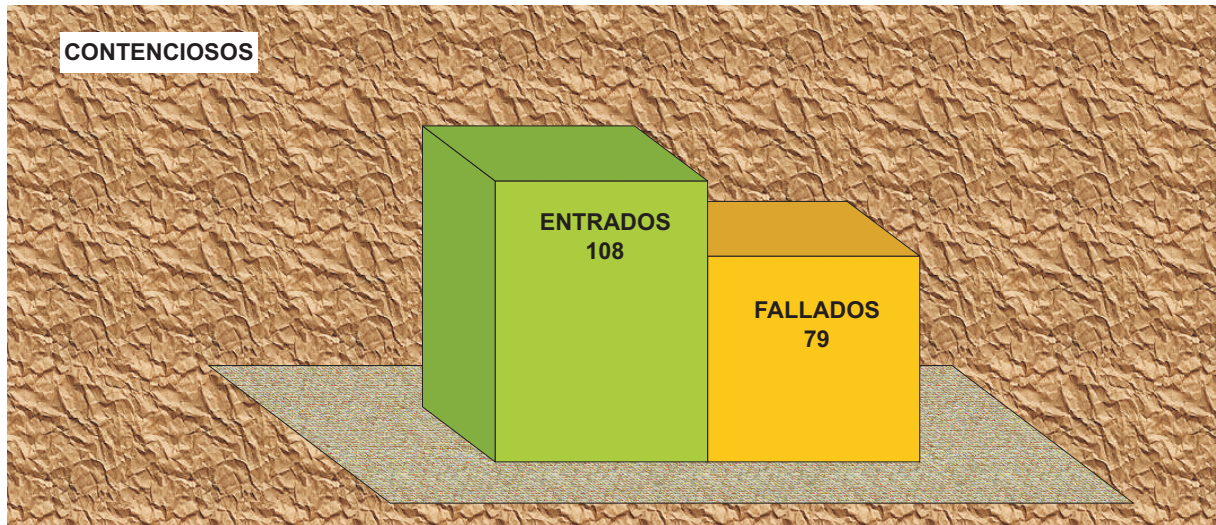 CONTENCIOSOS
ENTRADOS
108
FALLADOS
79